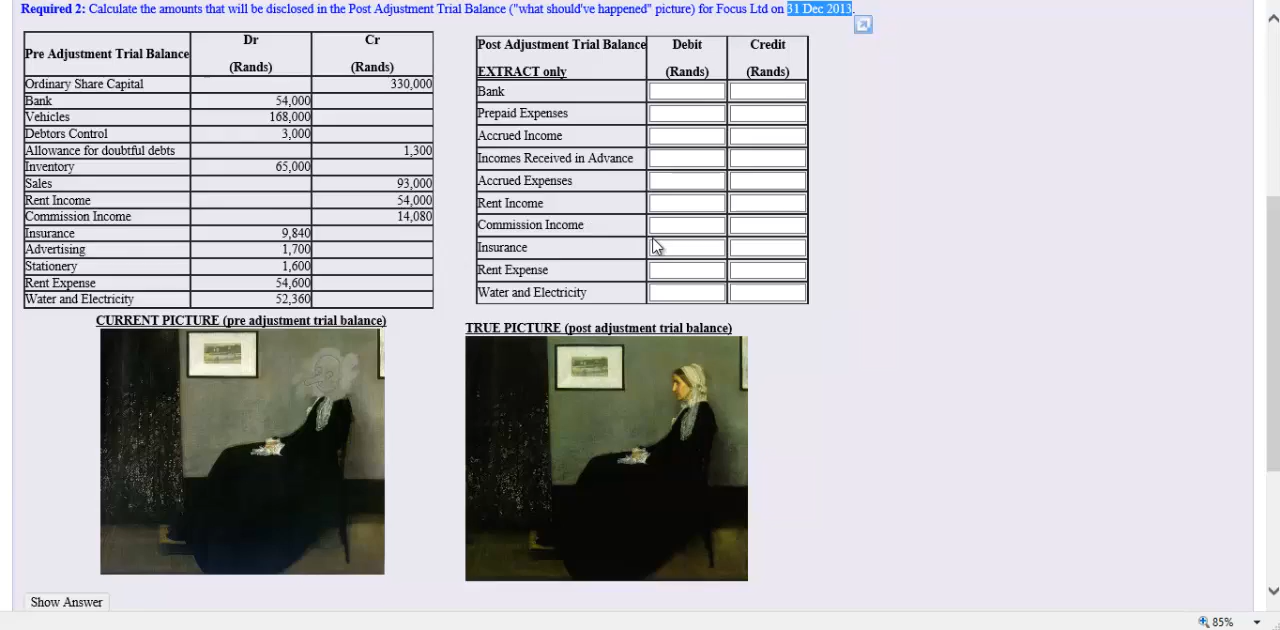 Required 2: Calculate the amounts that will be disclosed in the Post Adjustment Trial Balance ("what should've happened" picture) for Focus Ltd on 31 Dec 2013.
Pre Adjustment Trial Balance Dr (Rands) Cr (Rands)
Ordinary Share Capital 330,000
Bank 54,000
Vehicles 168,000
Debtors Control 3,000
Allowance for doubtful debts 1,300
Inventory 65,000
Sales 93,000
Rent Income 54,000
Commission Income 14,080
Insurance 9,840
Advertising 1,700
Stationery 1,600
Rent Expense 54,600
Water and Electricity 52,360
CURRENT PICTURE (pre adjustment trial balance)
Post Adjustment Trial Balance Debit Credit
EXTRACT only (Rands) (Rands)
Bank
Prepaid Expenses
Accrued Income
Incomes Received in Advance
Accrued Expenses
Rent Income
Commission Income
Insurance
Rent Expense
Water and Electricity
TRUE PICTURE (post adjustment trial balance)
Show Answer
85%